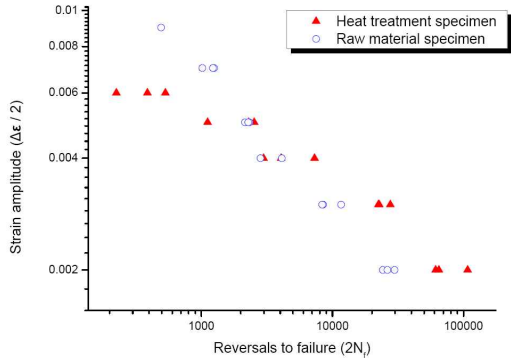 0.01
0.008
0.006
0.004
0.002
Strain amplitude (Δε / 2)
Heat treatment specimen
Raw material specimen
1000
10000
100000
Reversals to failure (2Nf)